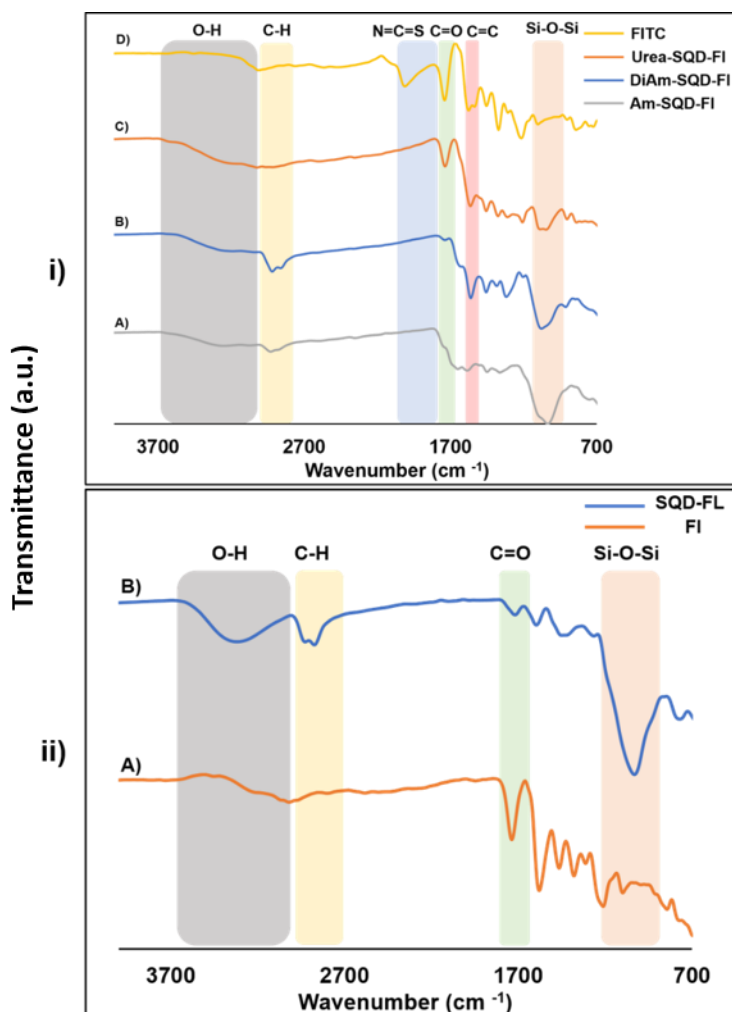 O-H C-H N=C=S C=O C=C Si-O-Si
FITC
Urea-SQD-FI
DiAm-SQD-FI
Am-SQD-FI
D)
C)
B)
A)
i)
3700 2700 1700 700
Wavenumber (cm -1)
Transmittance (a.u.)
SQD-FL
FI
O-H C-H C=O Si-O-Si
B)
A)
ii)
3700 2700 1700 700
Wavenumber (cm -1)